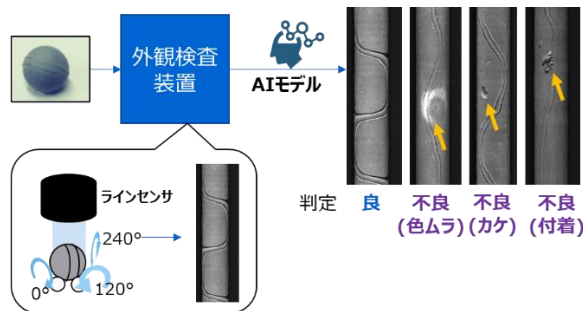 外観検査
装置
AIモデル
ラインセンサ
240°
0°
120°
判定
良
不良
(色ムラ)
不良
(カケ)
不良
(付着)